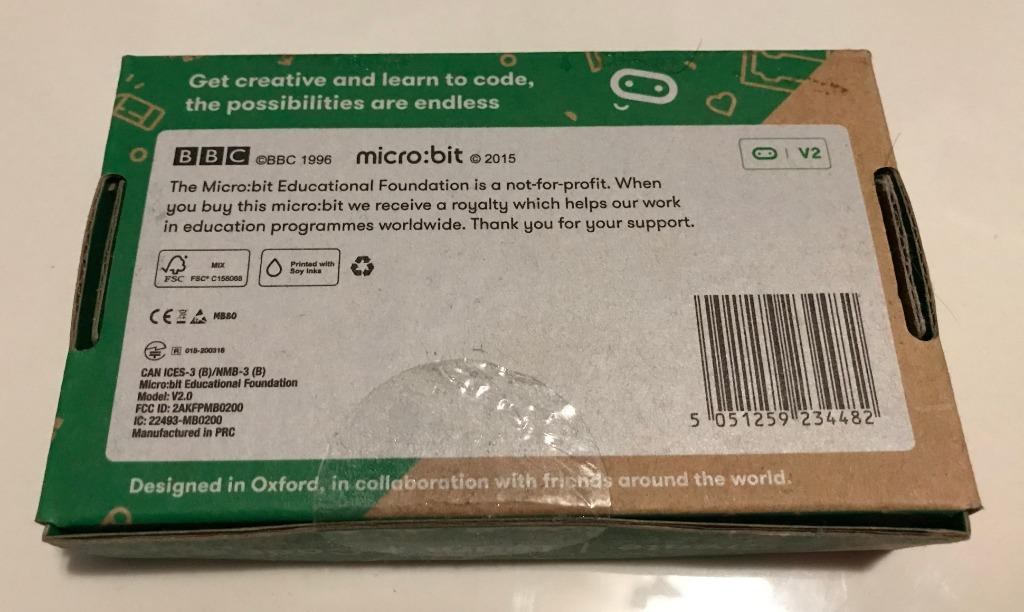 Get creative and learn to code,
the possibilities are endless
BBC ©BBC 1996 micro:bit © 2015
V2
The Micro:bit Educational Foundation is a not-for-profit. When
you buy this micro:bit we receive a royalty which helps our work
in education programmes worldwide. Thank you for your support.
FSC MIX FSC® C158068
Printed with
Soy Inks
CE MB80
R 018-200316
CAN ICES-3 (B)/NMB-3 (B)
Micro:bit Educational Foundation
Model: V2.0
FCC ID: 2AKFPMB0200
IC: 22493-MB0200
Manufactured in PRC
5 051259 234482
Designed in Oxford, in collaboration with friends around the world.